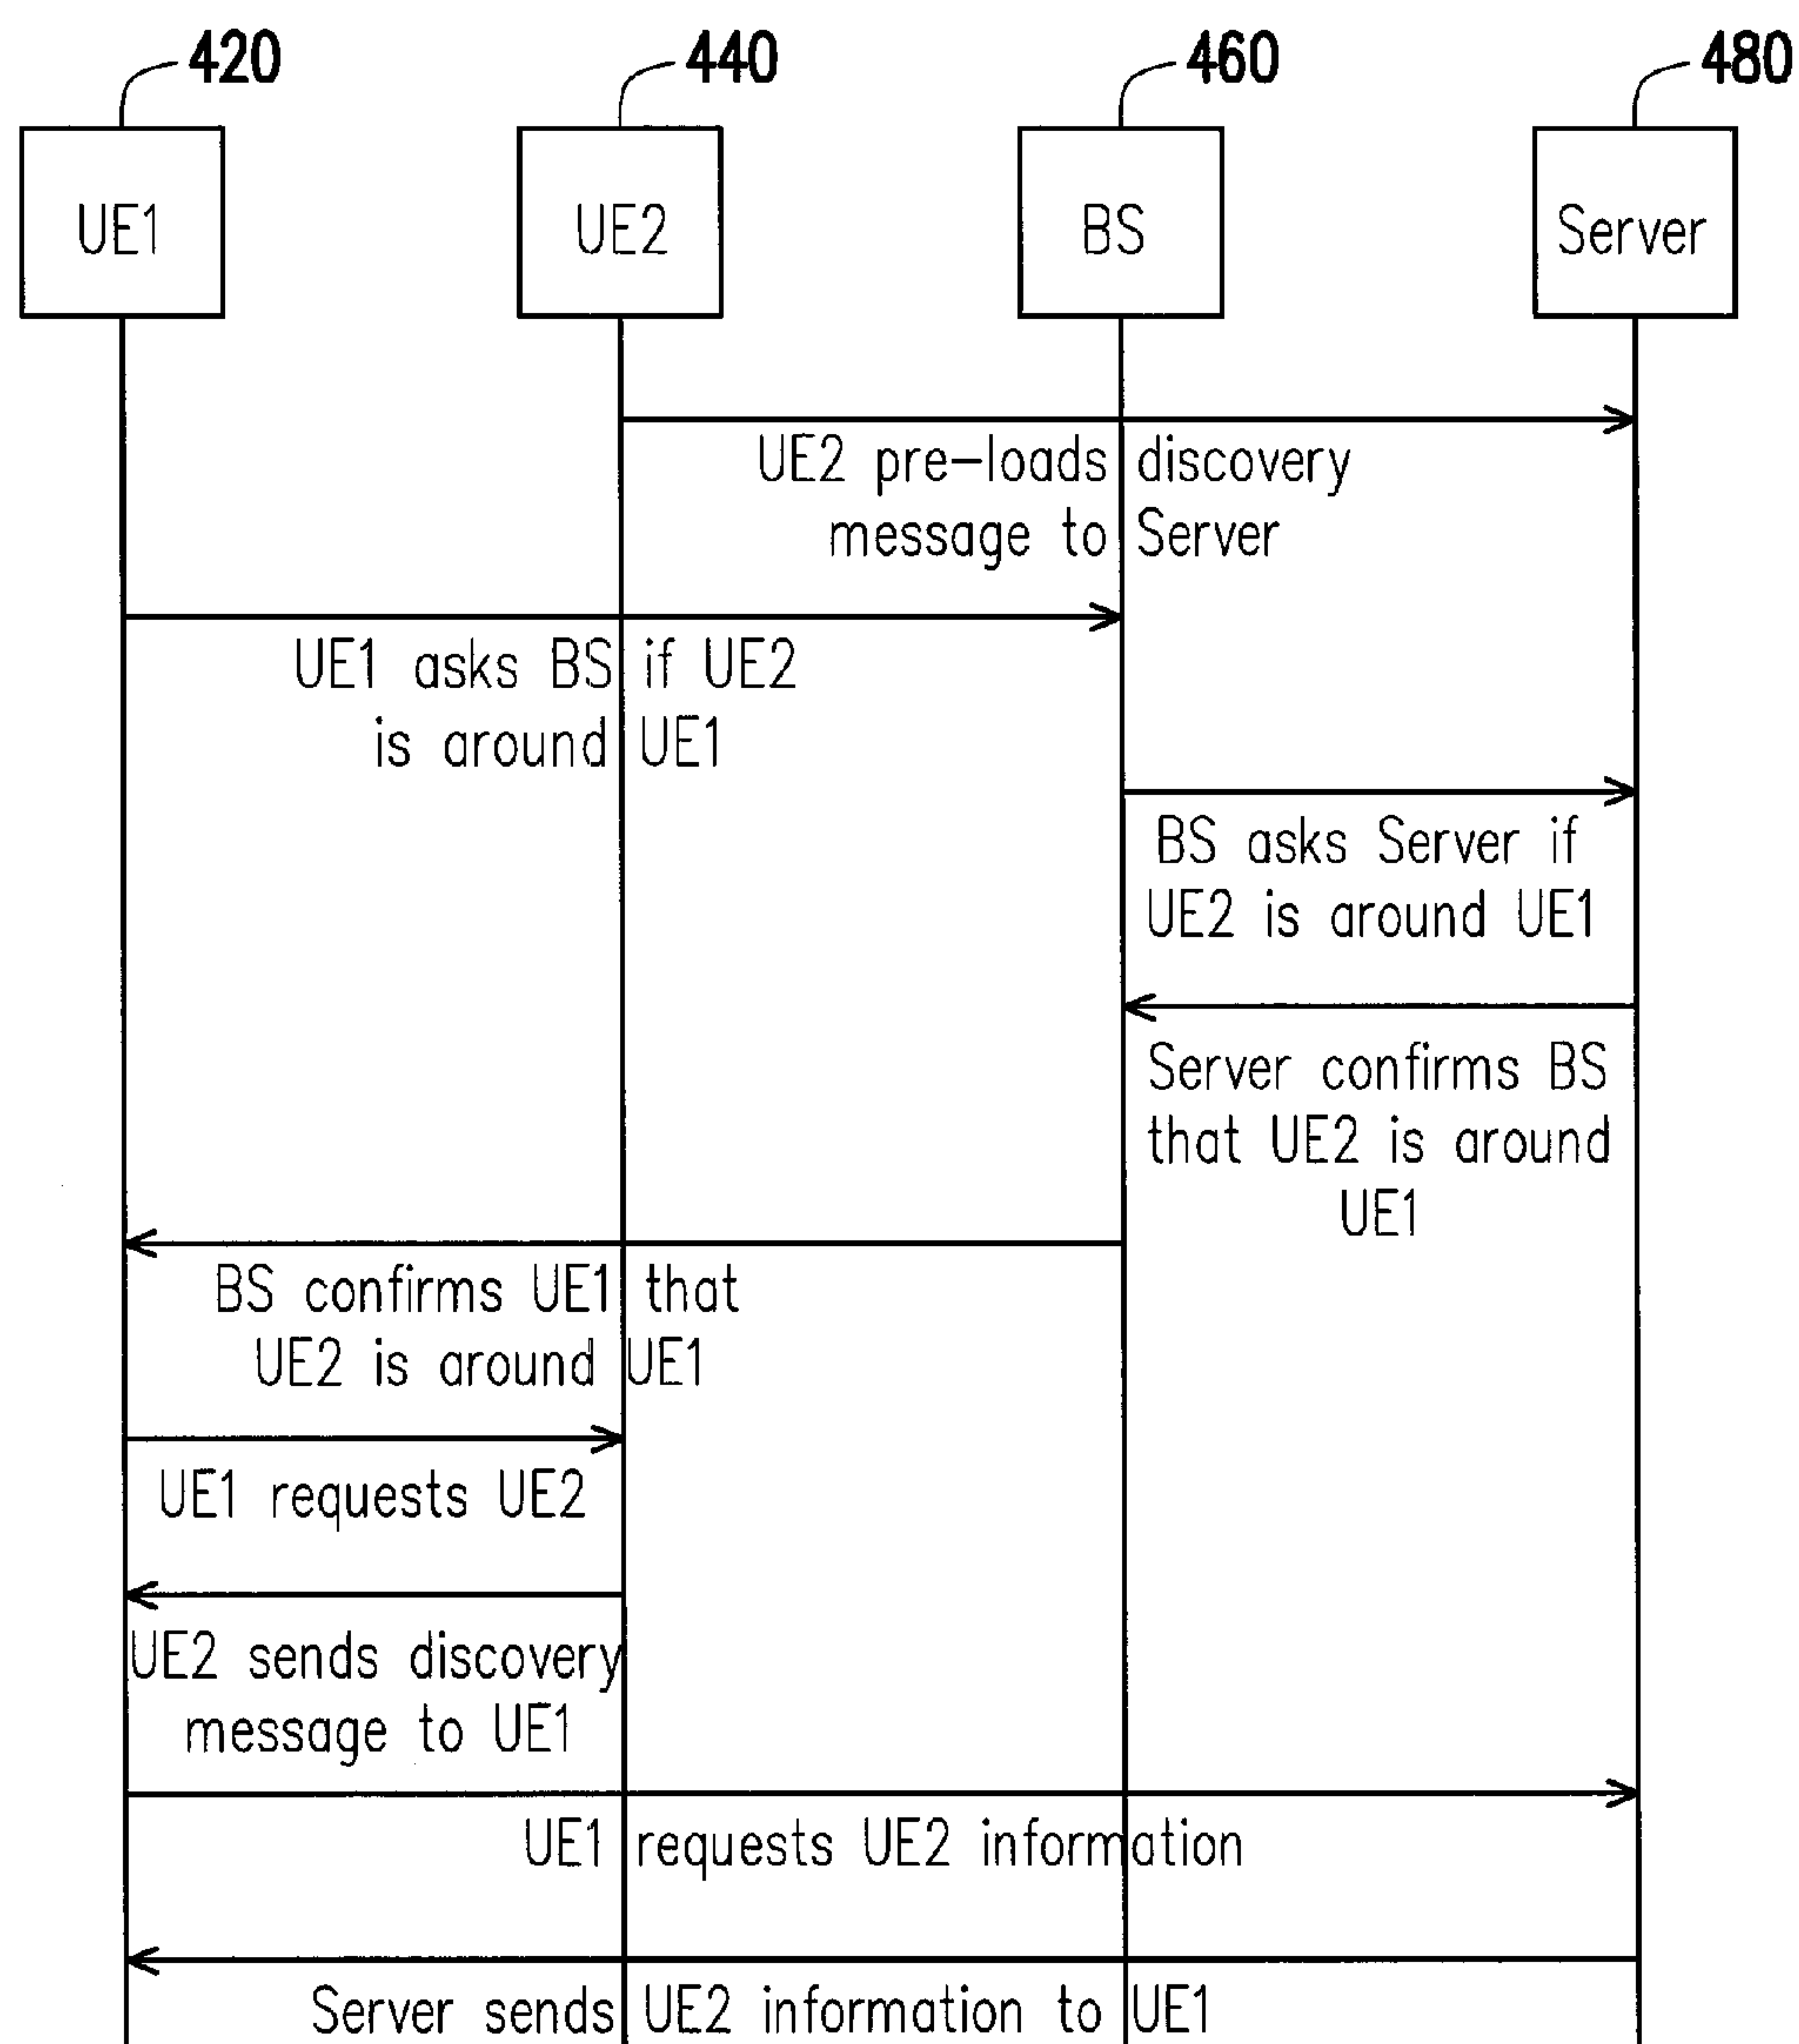 420
440
460
480
UE1
UE2
BS
Server
UE2 pre-loads discovery
message to Server
UE1 asks BS if UE2
is around UE1
BS asks Server if
UE2 is around UE1
Server confirms BS
that UE2 is around
UE1
BS confirms UE1 that
UE2 is around UE1
UE1 requests UE2
UE2 sends discovery
message to UE1
UE1 requests UE2 information
Server sends UE2 information to UE1